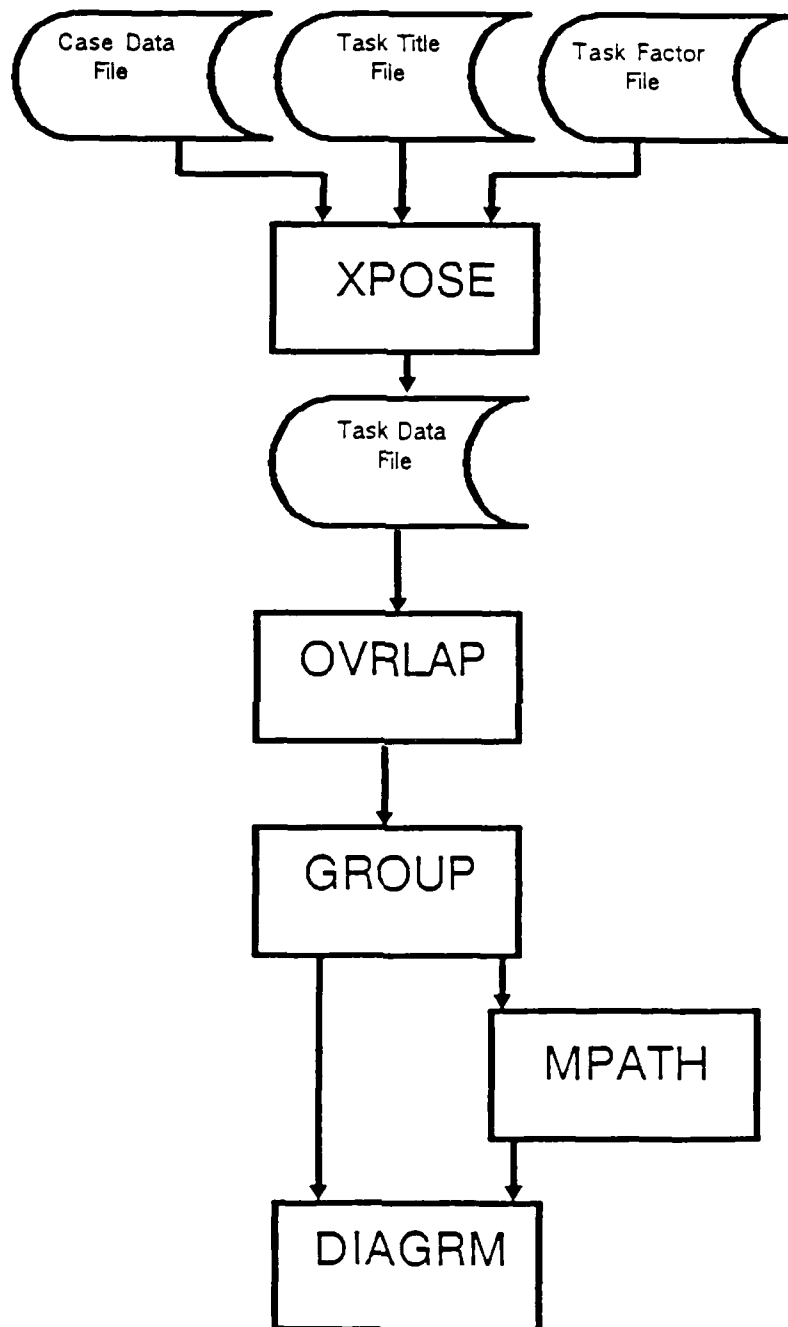 Case Data
File
Task Title
File
Task Factor
File
XPOSE
Task Data
File
OVRLAP
GROUP
MPATH
DIAGRM